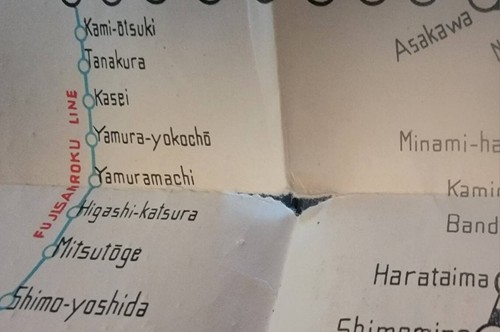 Kami-ōtsuki
Tanakura
Kasei
Yamura-yokochō
Yamuramachi
Higashi-katsura
Mitsutōge
Shimo-yoshida
FUJISANROKU LINE
Asakawa
Minami-ha
Kami
Band
Harataima